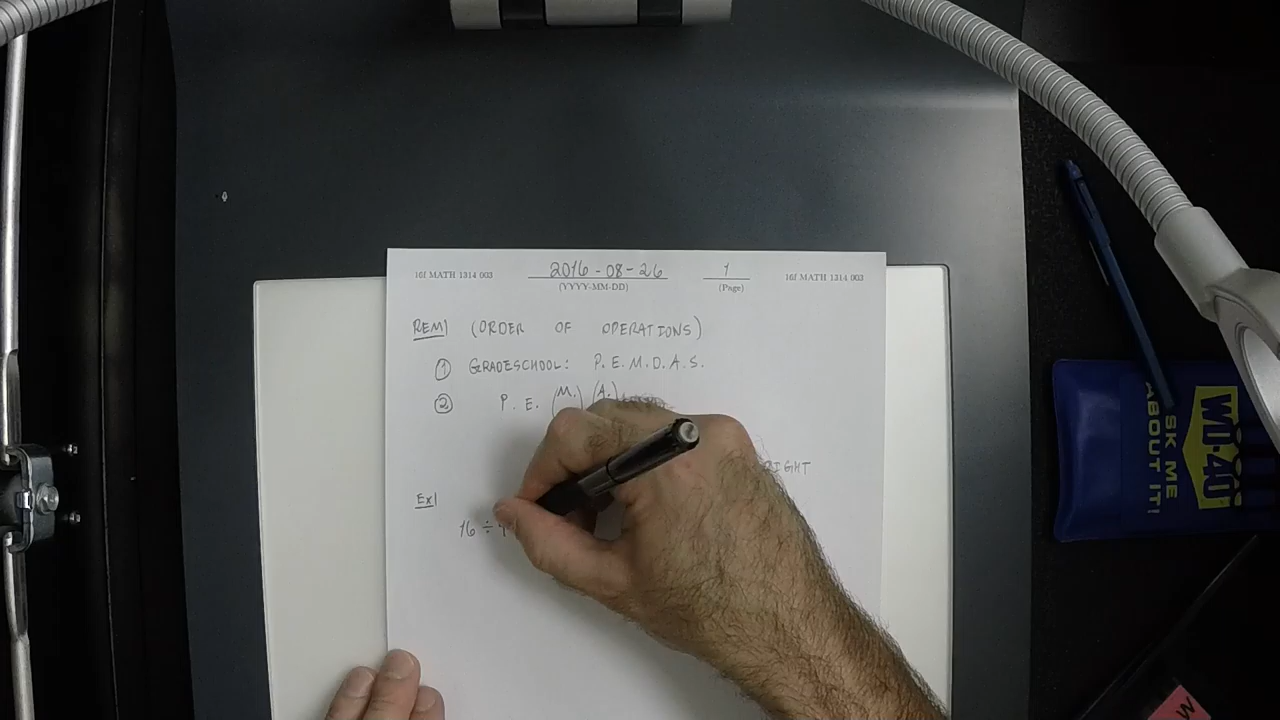 16f MATH 1314 003 2016-08-26 1 16f MATH 1314 003
(YYYY-MM-DD) (Page)
REM] (ORDER OF OPERATIONS)
① GRADESCHOOL: P.E.M.D.A.S.
② P. E. (M.) (A.)
RIGHT
Ex]
16 ÷
WD-40
ASK ME
ABOUT IT!
W